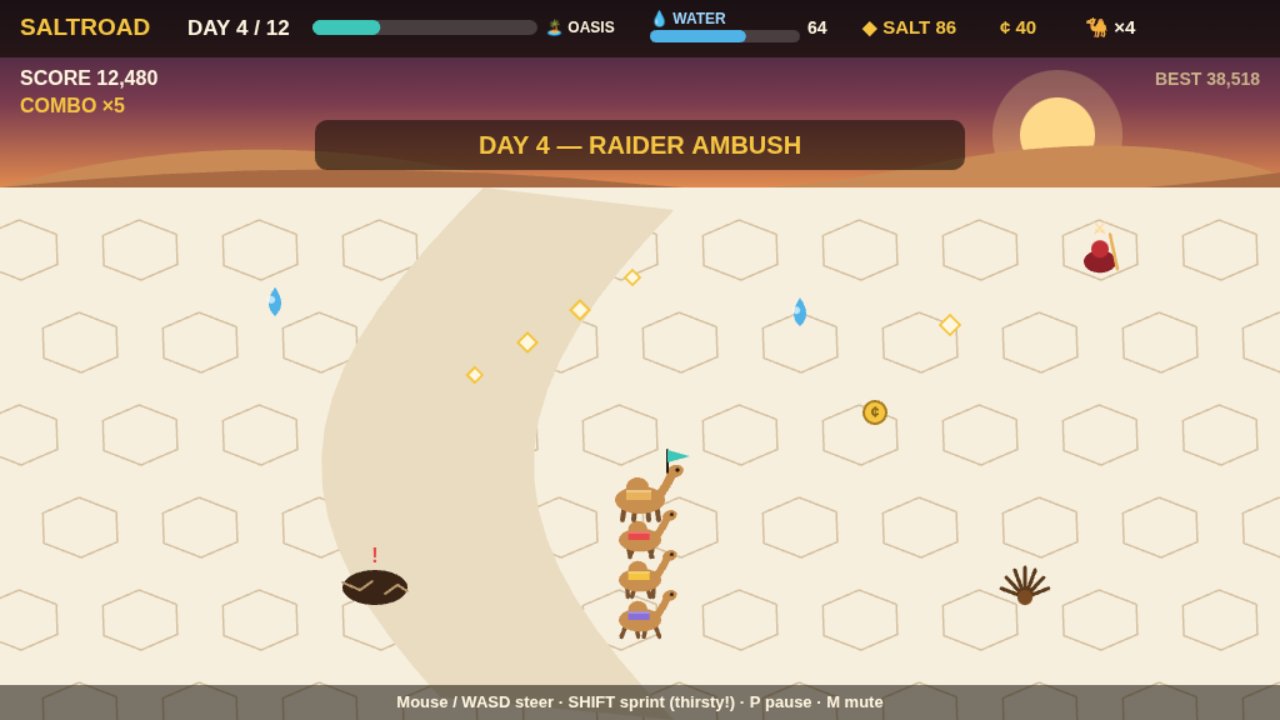 SALTROAD DAY 4 / 12 OASIS WATER 64 ◆ SALT 86 ¢ 40 ×4
SCORE 12,480 BEST 38,518
COMBO ×5
DAY 4 — RAIDER AMBUSH
¢
!
Mouse / WASD steer · SHIFT sprint (thirsty!) · P pause · M mute